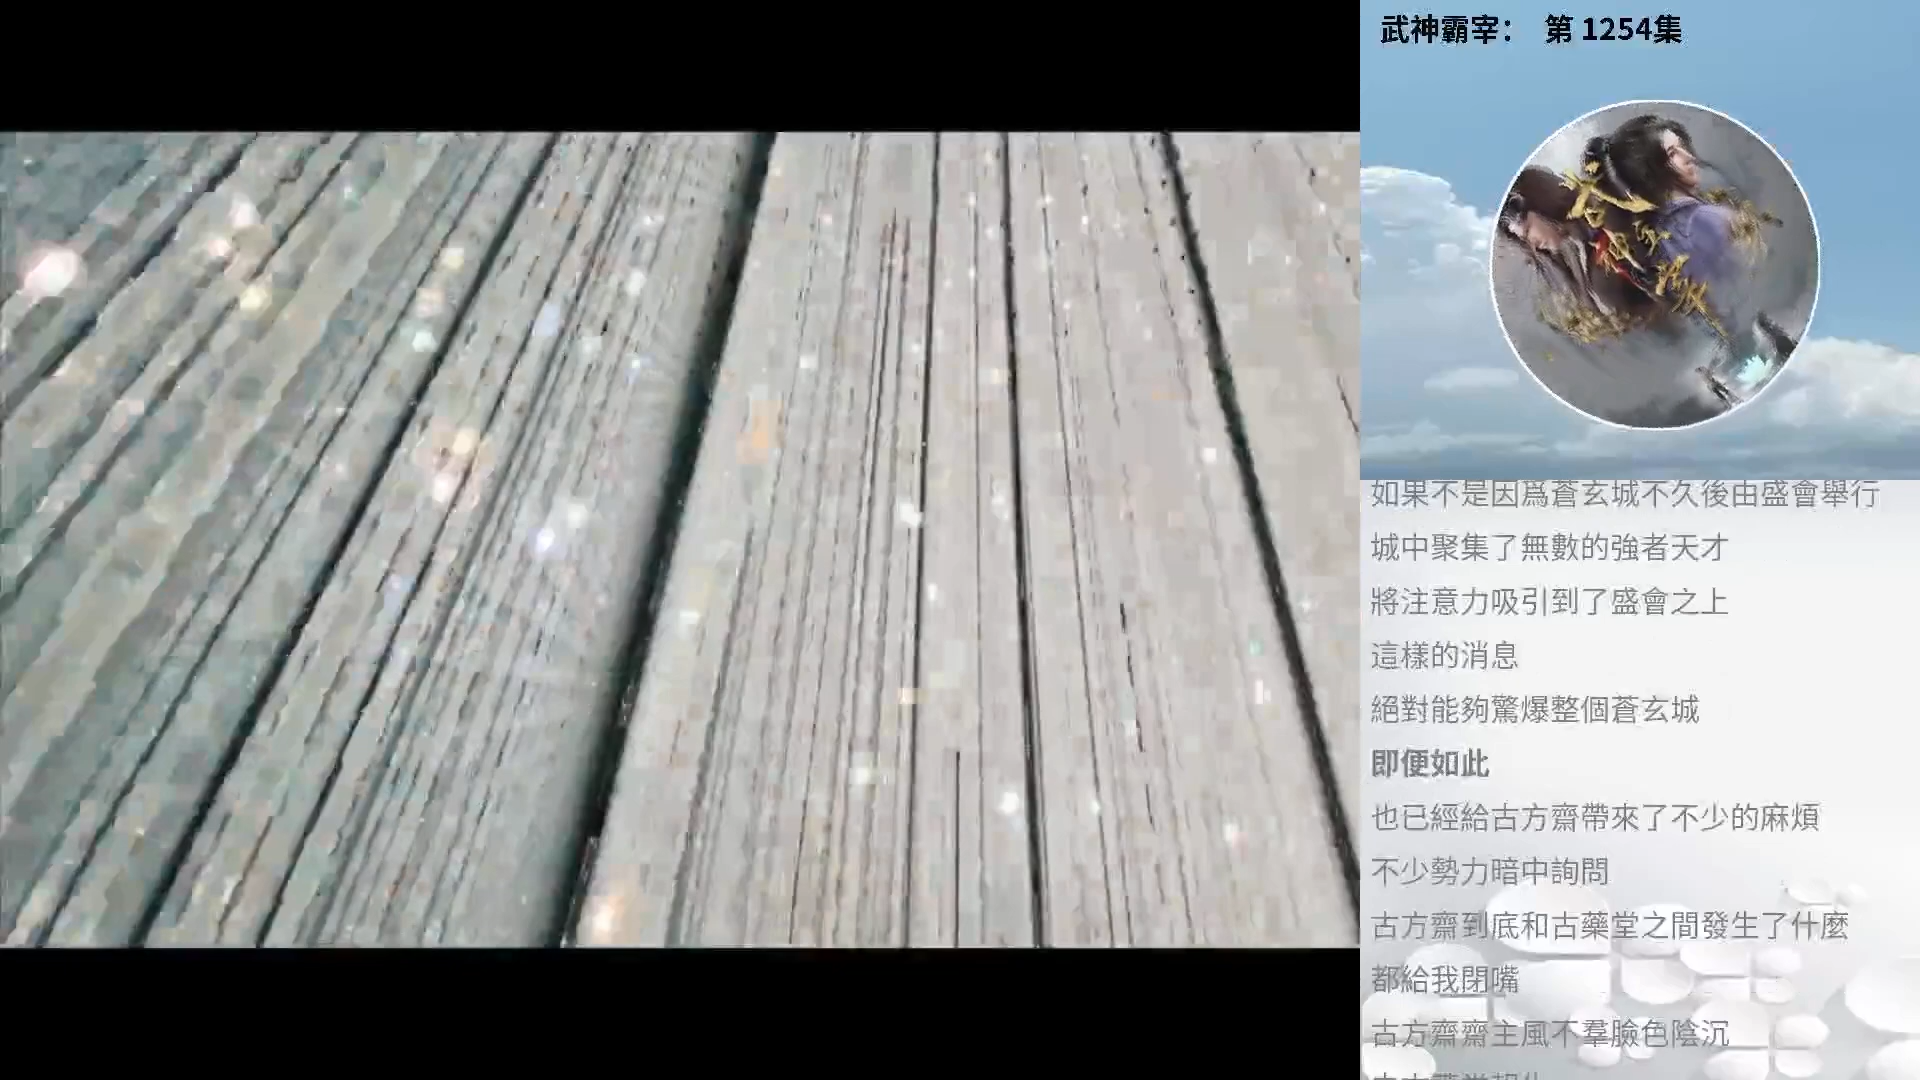 武神霸宰： 第 1254集
武神主宰
如果不是因爲蒼玄城不久後由盛會舉行
城中聚集了無數的強者天才
將注意力吸引到了盛會之上
這樣的消息
絕對能夠驚爆整個蒼玄城
即便如此
也已經給古方齋帶來了不少的麻煩
不少勢力暗中詢問
古方齋到底和古藥堂之間發生了什麼
都給我閉嘴
古方齋齋主風不羣臉色陰沉